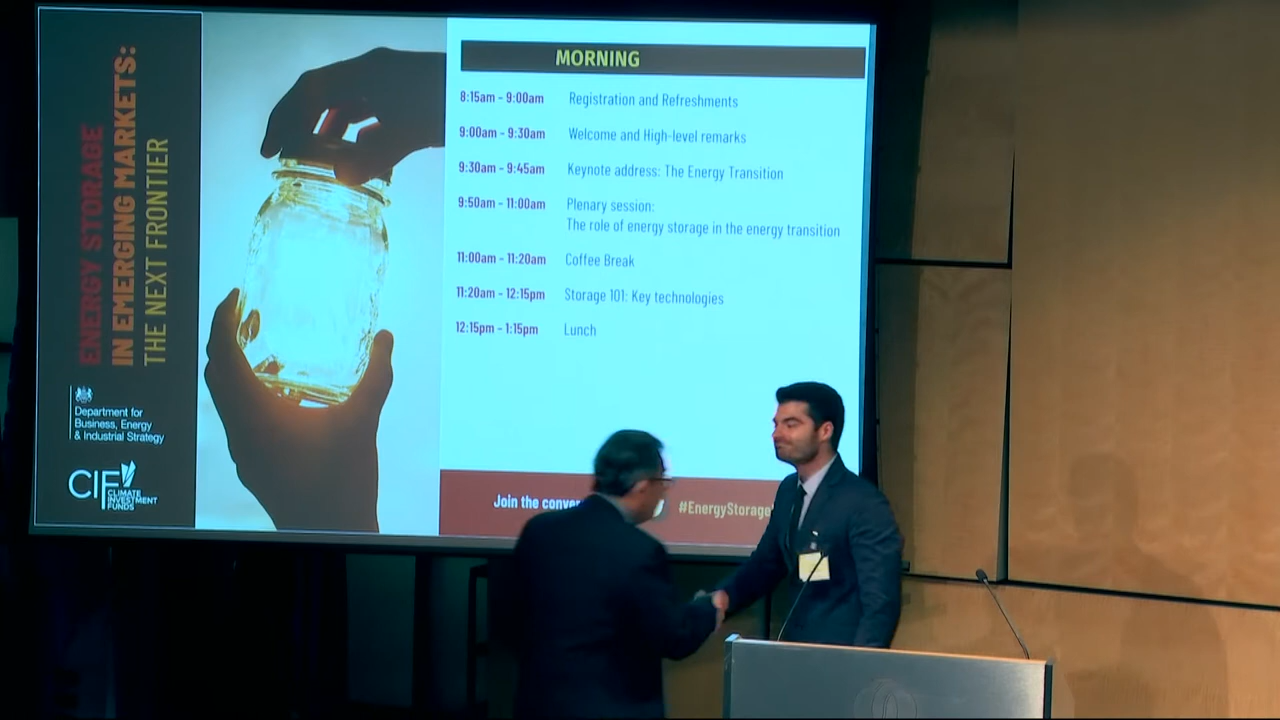 ENERGY STORAGE
IN EMERGING MARKETS:
THE NEXT FRONTIER
Department for
Business, Energy
& Industrial Strategy
CIF
CLIMATE
INVESTMENT
FUNDS
MORNING
8:15am - 9:00am Registration and Refreshments
9:00am - 9:30am Welcome and High-level remarks
9:30am - 9:45am Keynote address: The Energy Transition
9:50am - 11:00am Plenary session:
The role of energy storage in the energy transition
11:00am - 11:20am Coffee Break
11:20am - 12:15pm Storage 101: Key technologies
12:15pm - 1:15pm Lunch
Join the conver #EnergyStorage